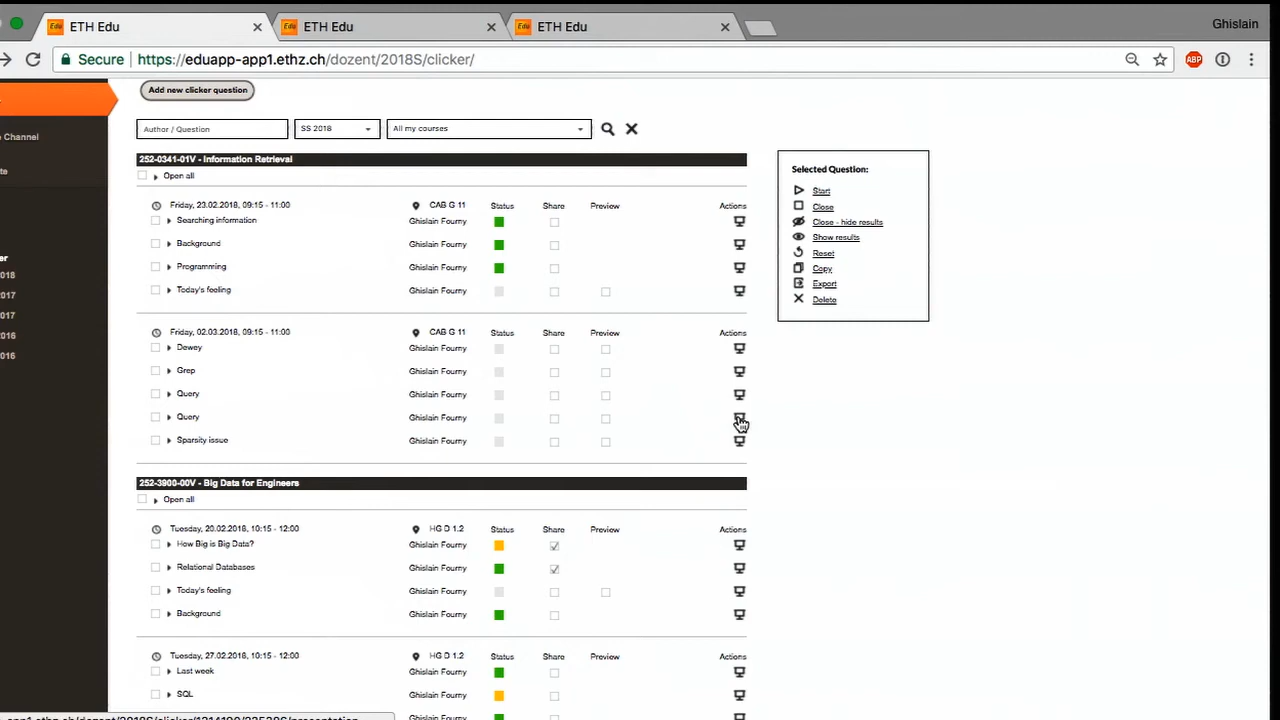 ETH Edu
ETH Edu
ETH Edu
Ghislain
Secure https://eduapp-app1.ethz.ch/dozent/2018S/clicker/
ABP
Add new clicker question
Channel
Author / Question SS 2018 All my courses
252-0341-01V - Information Retrieval
Open all
Friday, 23.02.2018, 09:15 - 11:00 CAB G 11 Status Share Preview Actions
Searching information Ghislain Fourny
Background Ghislain Fourny
Programming Ghislain Fourny
Today's feeling Ghislain Fourny
Friday, 02.03.2018, 09:15 - 11:00 CAB G 11 Status Share Preview Actions
Dewey Ghislain Fourny
Grep Ghislain Fourny
Query Ghislain Fourny
Query Ghislain Fourny
Sparsity issue Ghislain Fourny
252-3900-00V - Big Data for Engineers
Open all
Tuesday, 20.02.2018, 10:15 - 12:00 HG D 1.2 Status Share Preview Actions
How Big is Big Data? Ghislain Fourny
Relational Databases Ghislain Fourny
Today's feeling Ghislain Fourny
Background Ghislain Fourny
Tuesday, 27.02.2018, 10:15 - 12:00 HG D 1.2 Status Share Preview Actions
Last week Ghislain Fourny
SQL Ghislain Fourny
Selected Question:
Start
Close
Close - hide results
Show results
Reset
Copy
Export
Delete